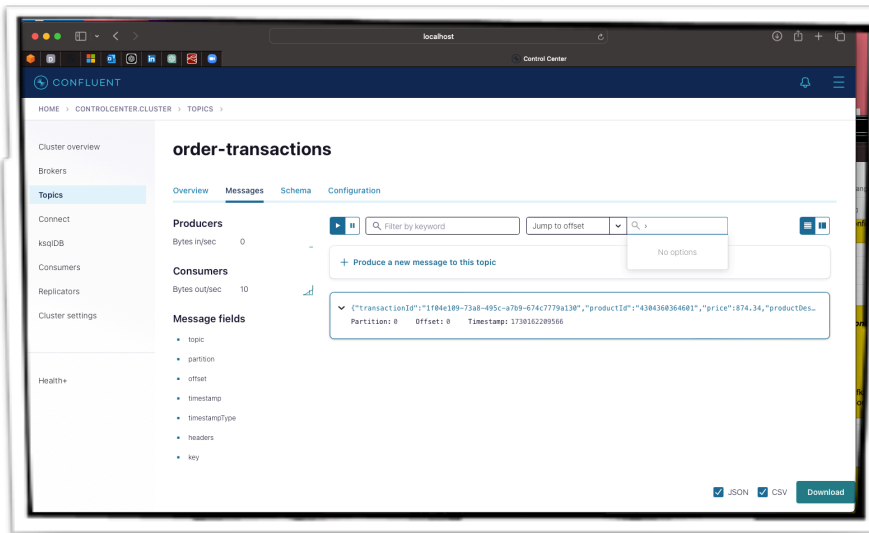 localhost
Control Center
CONFLUENT
HOME > CONTROLCENTER.CLUSTER > TOPICS >
Cluster overview
Brokers
Topics
Connect
ksqlDB
Consumers
Replicators
Cluster settings
Health+
order-transactions
Overview Messages Schema Configuration
Producers
Bytes in/sec 0 --
Consumers
Bytes out/sec 10
Message fields
• topic
• partition
• offset
• timestamp
• timestampType
• headers
• key
Filter by keyword
Jump to offset
No options
+ Produce a new message to this topic
{"transactionId":"1f04e109-73a8-495c-a7b9-674c7779a130","productId":"4304360364601","price":874.34,"productDes…
Partition: 0 Offset: 0 Timestamp: 1730162209566
JSON CSV Download